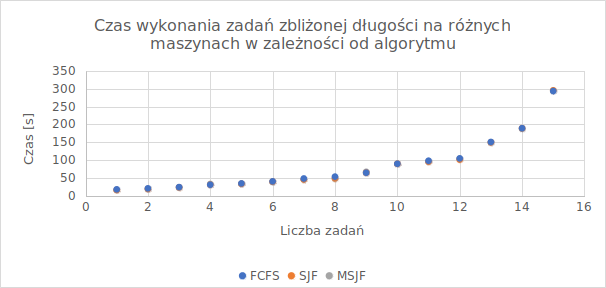 Czas wykonania zadań zbliżonej długości na różnych
maszynach w zależności od algorytmu
350
300
250
200
150
100
50
0
Czas [s]
0 2 4 6 8 10 12 14 16
Liczba zadań
FCFS SJF MSJF